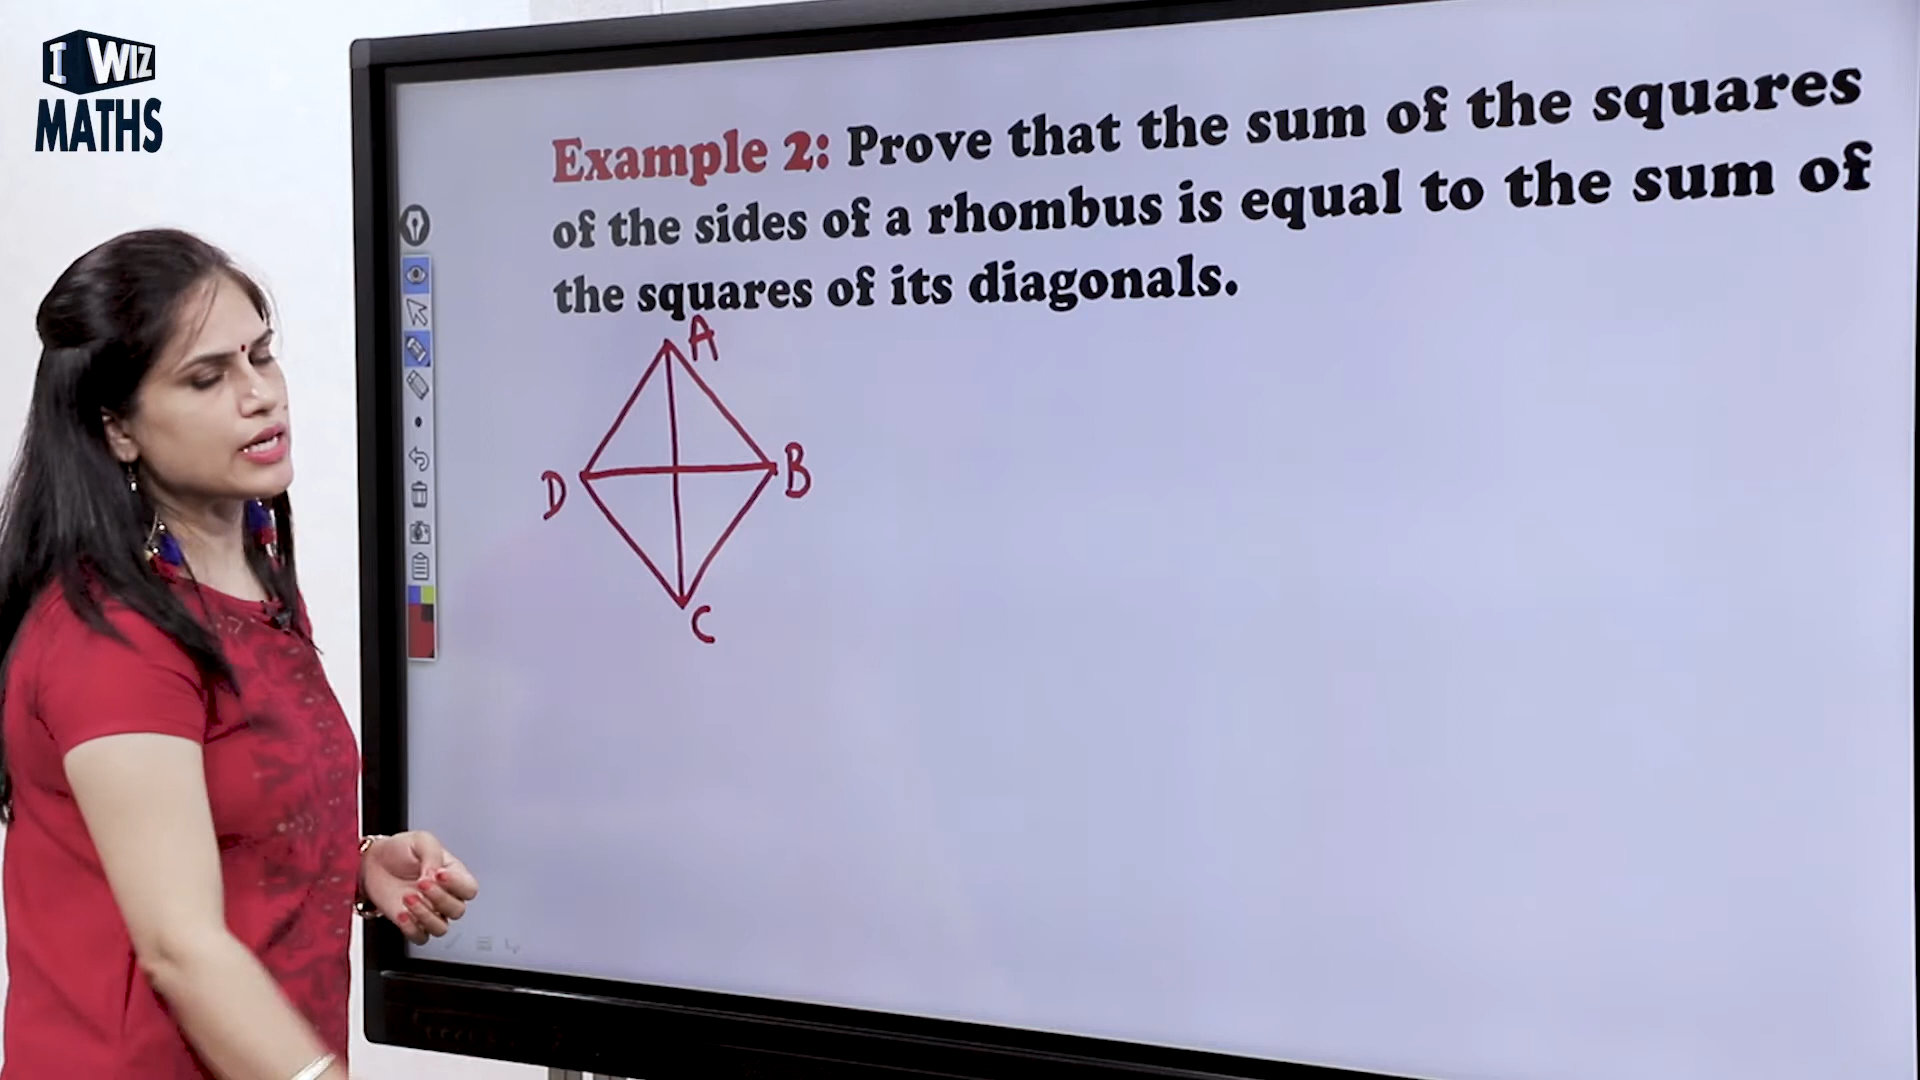 I WIZ
MATHS
Example 2: Prove that the sum of the squares
of the sides of a rhombus is equal to the sum of
the squares of its diagonals.
A
D
B
C